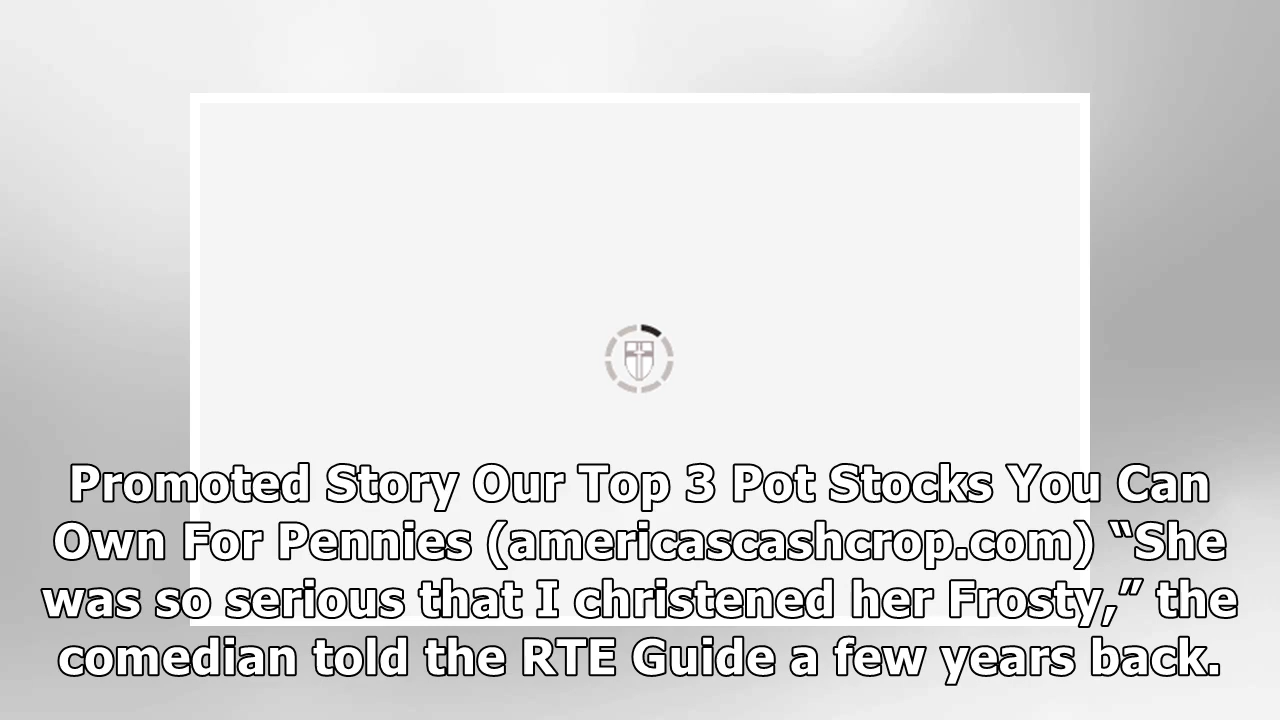 Promoted Story Our Top 3 Pot Stocks You Can
Own For Pennies (americascashcrop.com) “She
was so serious that I christened her Frosty,” the
comedian told the RTE Guide a few years back.